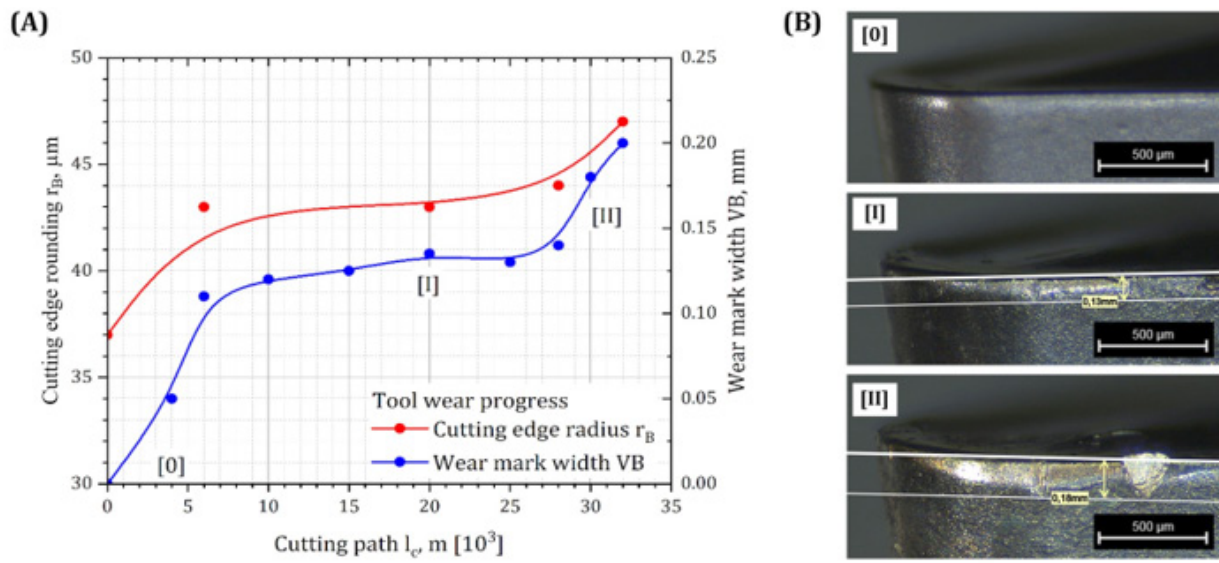 (A)
50
45
40
35
30
Cutting edge rounding r_B, μm
0.25
0.20
0.15
0.10
0.05
0.00
Wear mark width VB, mm
[0]
[I]
[II]
Tool wear progress
Cutting edge radius r_B
Wear mark width VB
0 5 10 15 20 25 30 35
Cutting path l_c, m [10³]
(B)
[0]
500 μm
[I]
0,13mm
500 μm
[II]
0,18mm
500 μm